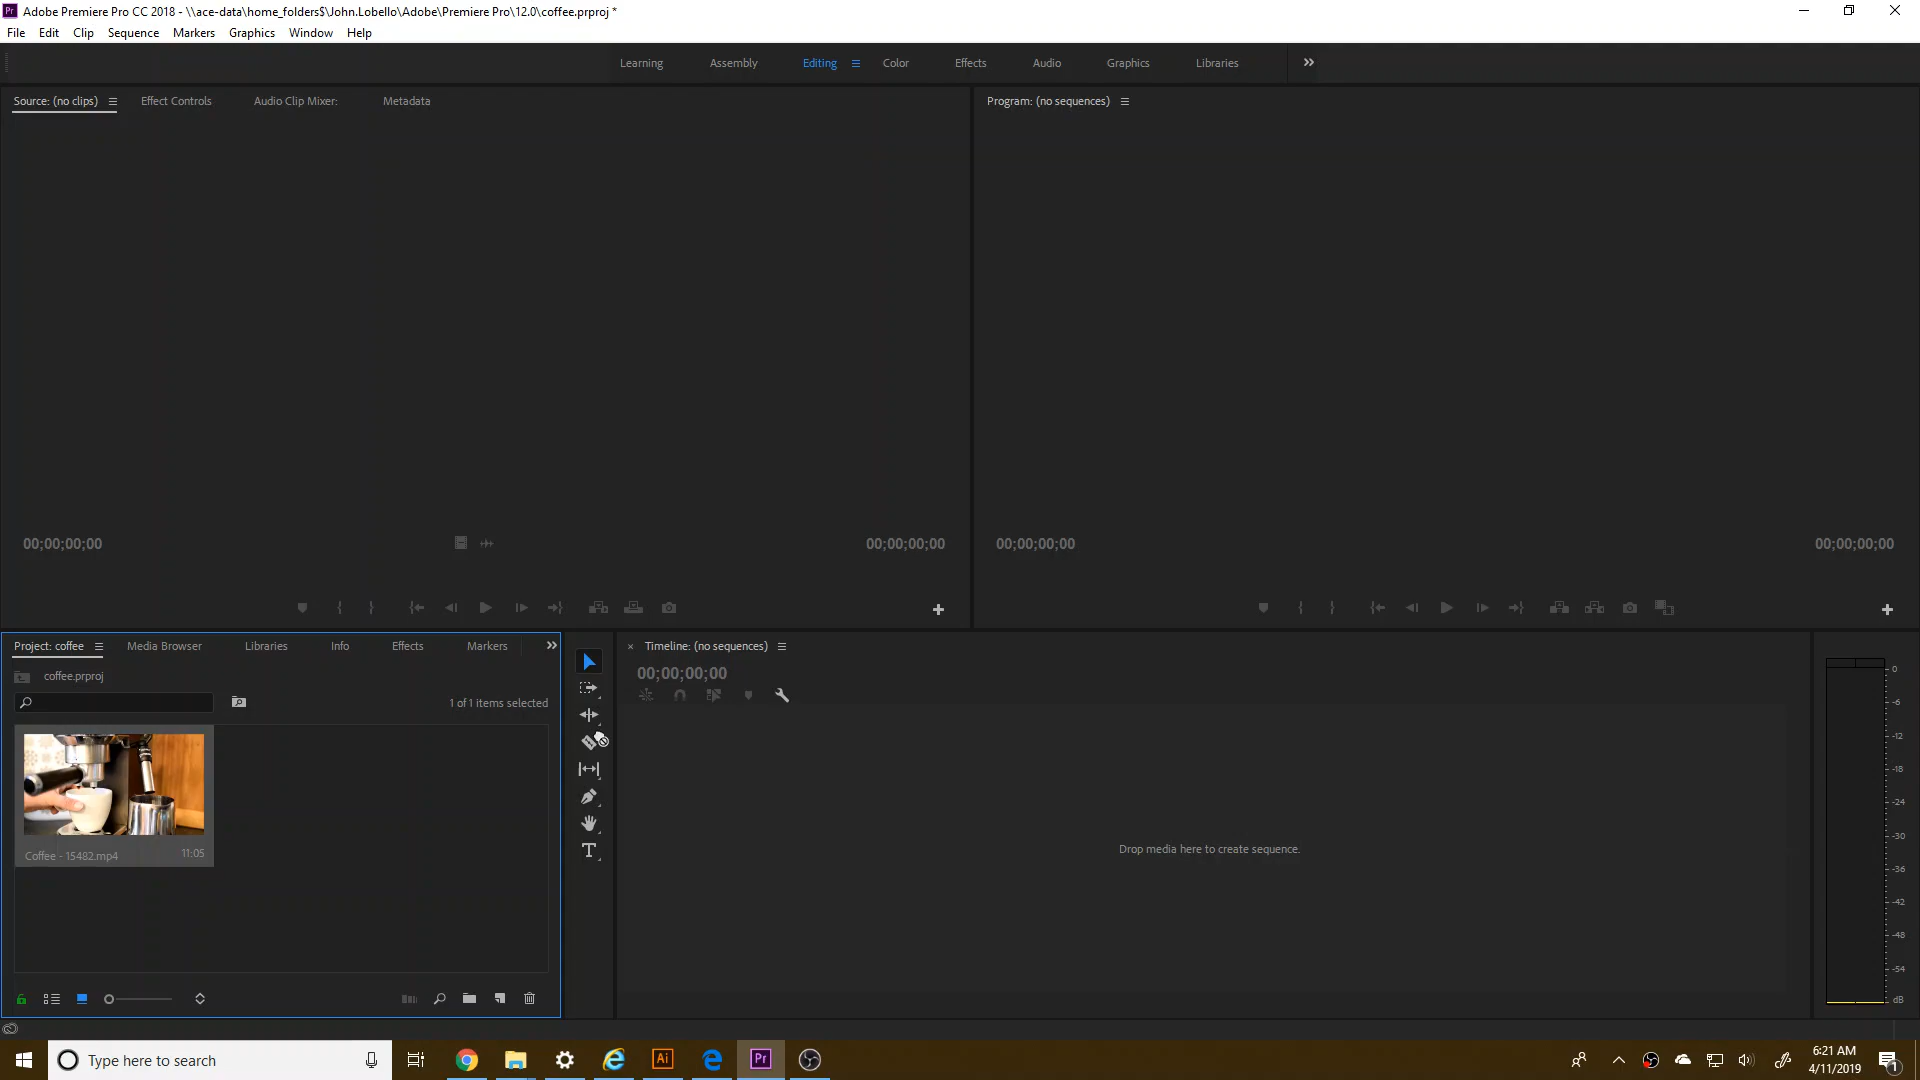 Pr Adobe Premiere Pro CC 2018 - \\ace-data\home_folders$\John.Lobello\Adobe\Premiere Pro\12.0\coffee.prproj *
File Edit Clip Sequence Markers Graphics Window Help
Learning Assembly Editing Color Effects Audio Graphics Libraries
Source: (no clips) Effect Controls Audio Clip Mixer: Metadata
Program: (no sequences)
00;00;00;00 00;00;00;00
00;00;00;00 00;00;00;00
Project: coffee Media Browser Libraries Info Effects Markers
coffee.prproj
1 of 1 items selected
Coffee - 15482.mp4 11:05
Timeline: (no sequences)
00;00;00;00
Drop media here to create sequence.
0
-6
-12
-18
-24
-30
-36
-42
-48
-54
dB
Type here to search
Ai
Pr
6:21 AM
4/11/2019
1